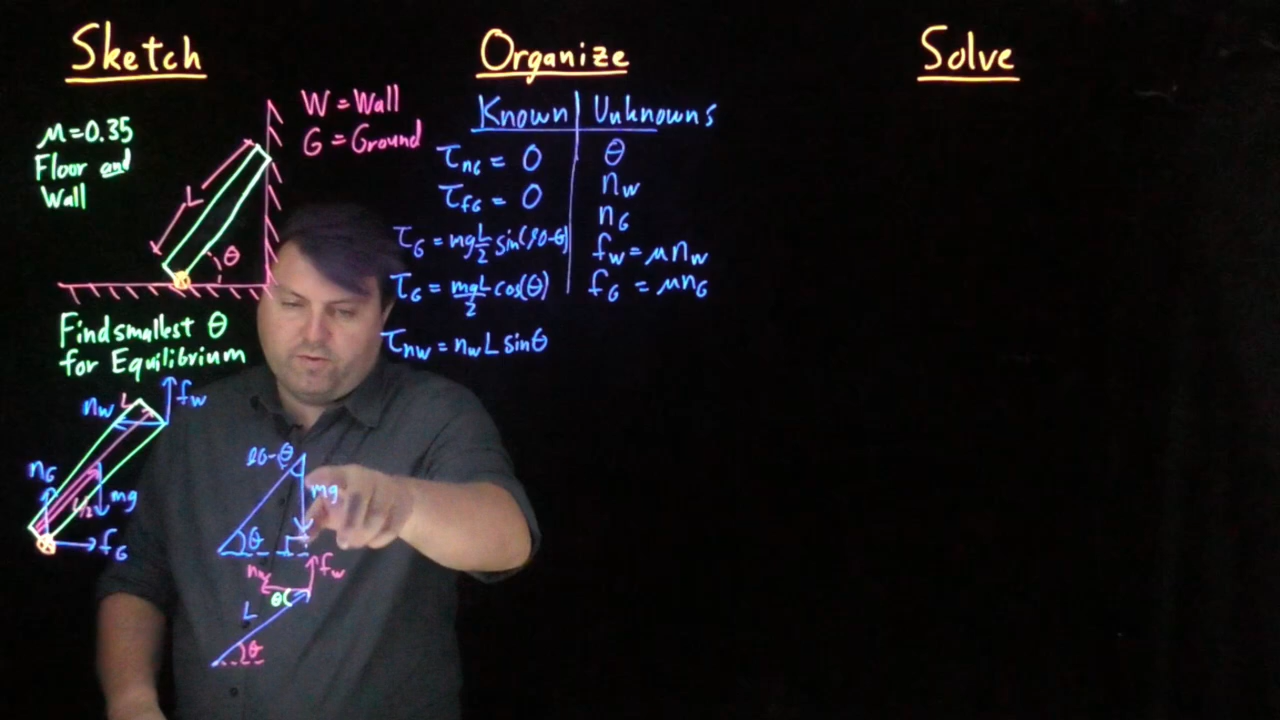 Sketch
Organize
Solve
μ=0.35
Floor and
Wall
W = Wall
G = Ground
L
θ
Find smallest θ
for Equilibrium
Known
Unknowns
τnG = 0
τfG = 0
τG = mg L/2 sin(90-θ)
τG = mgL/2 cos(θ)
τnw = nw L sinθ
θ
nw
nG
fw = μnw
fG = μnG
nw
L
fw
nG
L/2
mg
fG
90-θ
mg
θ
nw
fw
θ
L
θ